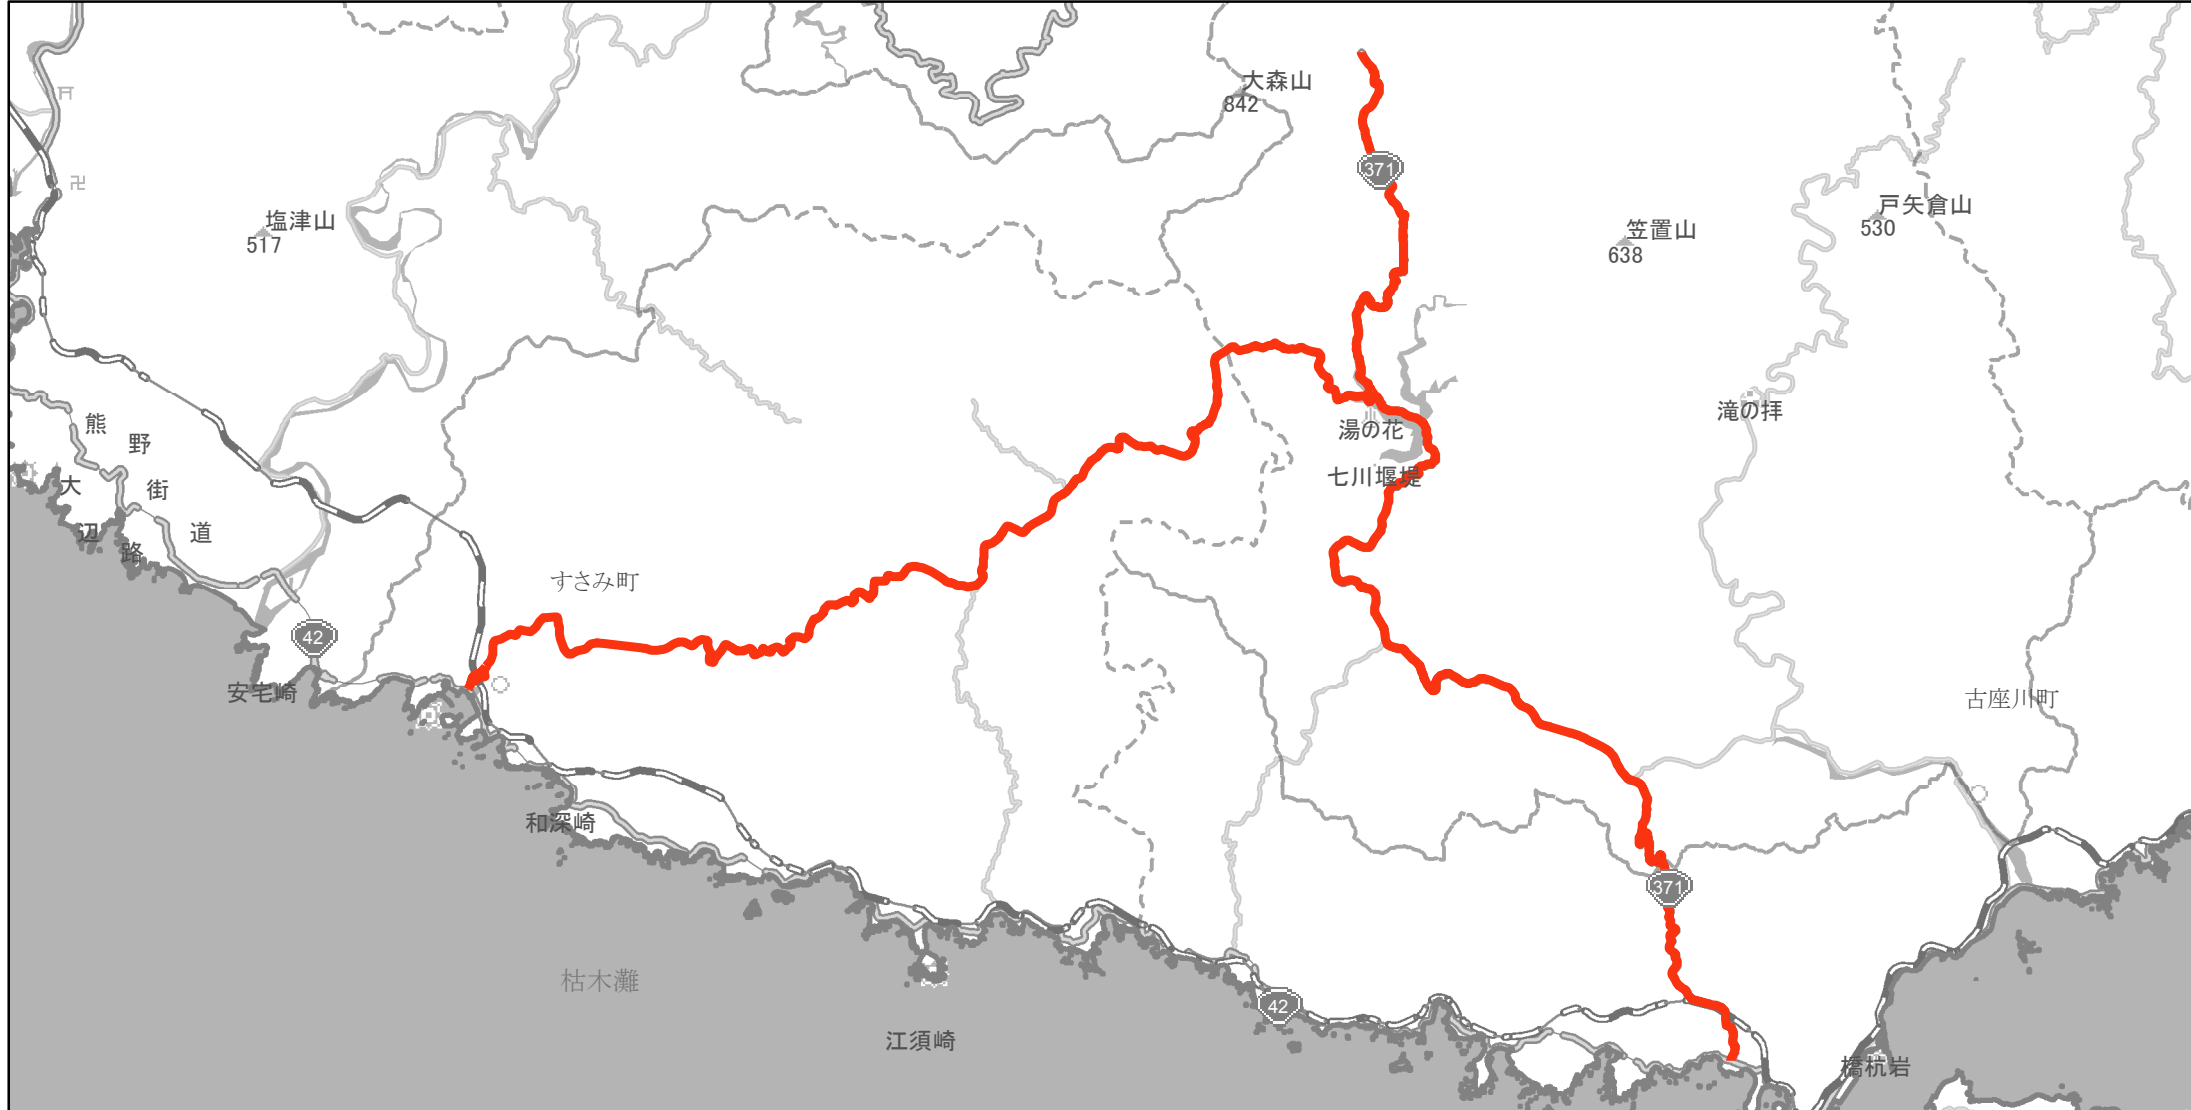 大森山
842
371
塩津山
517
戸矢倉山
530
笠置山
638
熊野街道
大辺路
湯の花
滝の拝
七川堰堤
すさみ町
42
安宅崎
古座川町
和深崎
371
枯木灘
42
江須崎
橋杭岩